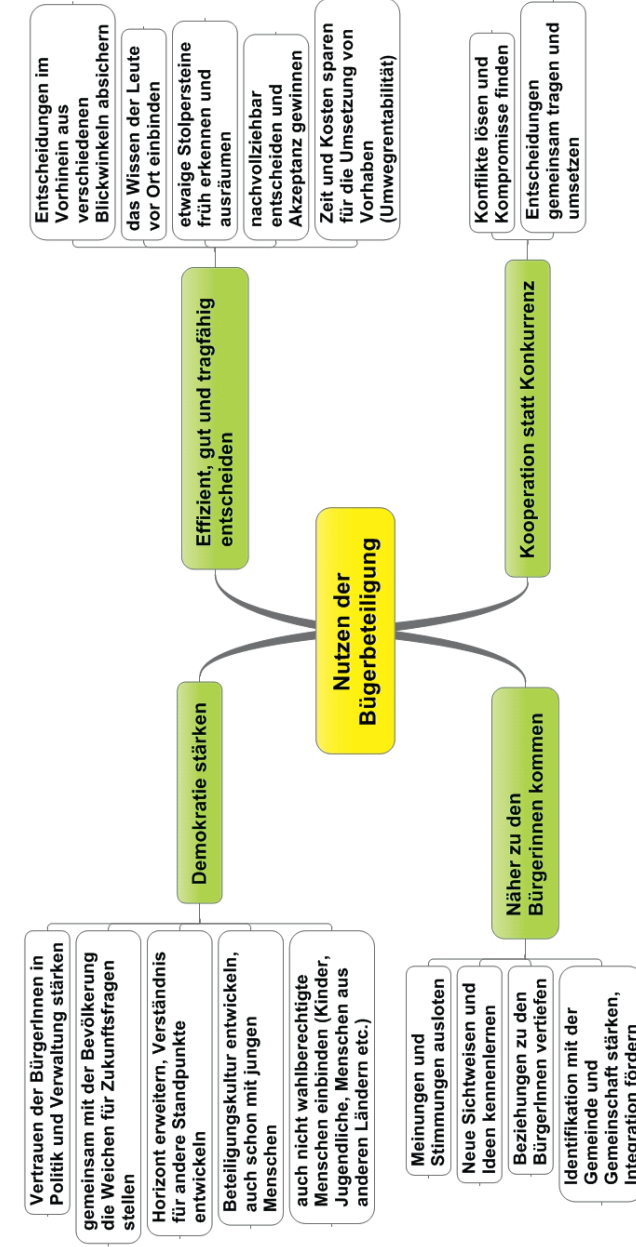 Nutzen der
Bügerbeteiligung
Demokratie stärken
Vertrauen der BürgerInnen in
Politik und Verwaltung stärken
gemeinsam mit der Bevölkerung
die Weichen für Zukunftsfragen
stellen
Horizont erweitern, Verständnis
für andere Standpunkte
entwickeln
Beteiligungskultur entwickeln,
auch schon mit jungen
Menschen
auch nicht wahlberechtigte
Menschen einbinden (Kinder,
Jugendliche, Menschen aus
anderen Ländern etc.)
Effizient, gut und tragfähig
entscheiden
Entscheidungen im
Vorhinein aus
verschiedenen
Blickwinkeln absichern
das Wissen der Leute
vor Ort einbinden
etwaige Stolpersteine
früh erkennen und
ausräumen
nachvollziehbar
entscheiden und
Akzeptanz gewinnen
Zeit und Kosten sparen
für die Umsetzung von
Vorhaben
(Umwegrentabilität)
Näher zu den
Bürgerinnen kommen
Meinungen und
Stimmungen ausloten
Neue Sichtweisen und
Ideen kennenlernen
Beziehungen zu den
BürgerInnen vertiefen
Identifikation mit der
Gemeinde und
Gemeinschaft stärken,
Integration fördern
Kooperation statt Konkurrenz
Konflikte lösen und
Kompromisse finden
Entscheidungen
gemeinsam tragen und
umsetzen